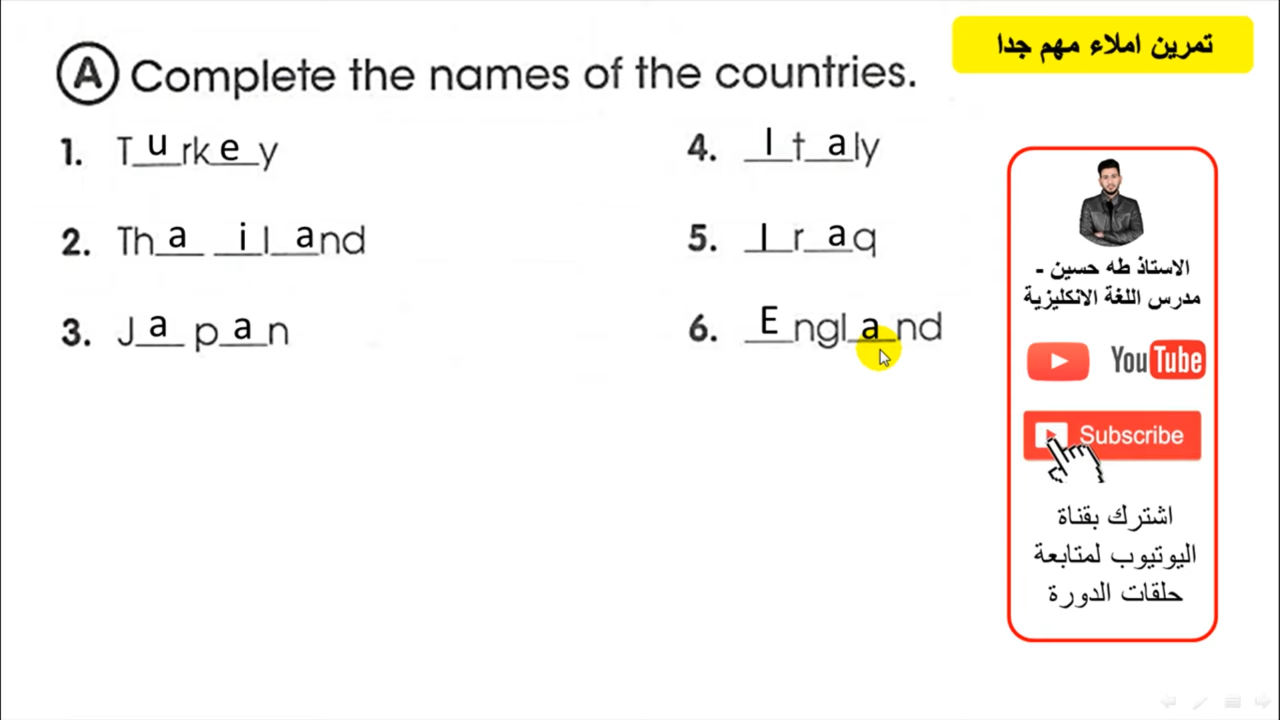 تمرين املاء مهم جدا
A Complete the names of the countries.
1. Turkey
2. Thailand
3. Japan
4. Italy
5. Iraq
6. England
الاستاذ طه حسين -
مدرس اللغة الانكليزية
YouTube
Subscribe
اشترك بقناة
اليوتيوب لمتابعة
حلقات الدورة